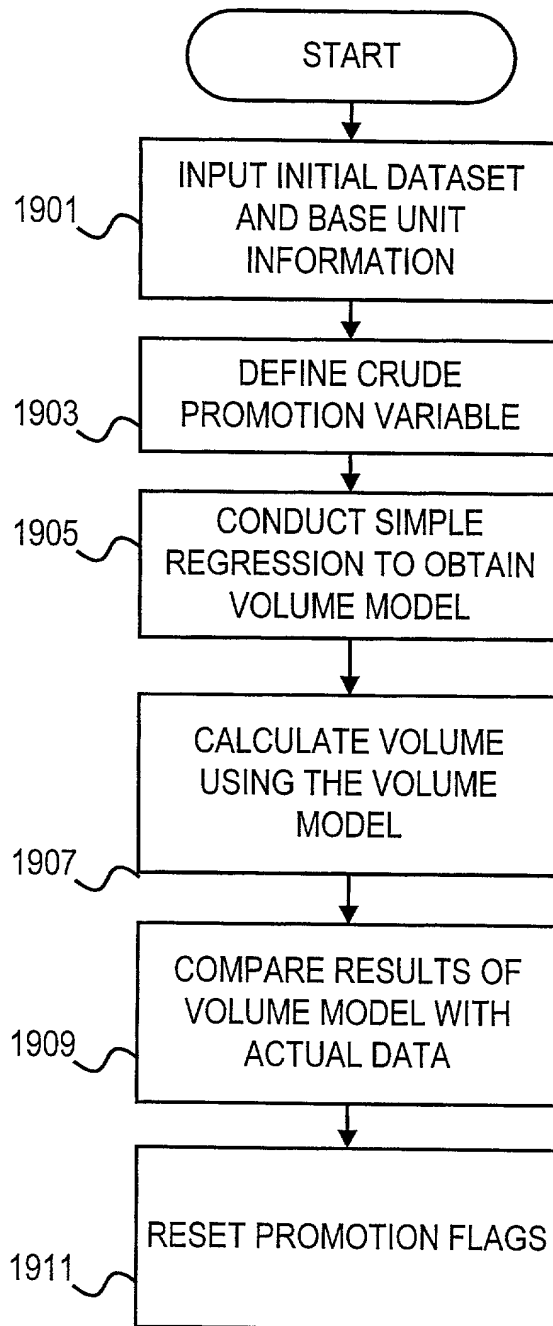 START
1901
INPUT INITIAL DATASET
AND BASE UNIT
INFORMATION
1903
DEFINE CRUDE
PROMOTION VARIABLE
1905
CONDUCT SIMPLE
REGRESSION TO OBTAIN
VOLUME MODEL
CALCULATE VOLUME
USING THE VOLUME
MODEL
1907
COMPARE RESULTS OF
VOLUME MODEL WITH
ACTUAL DATA
1909
RESET PROMOTION FLAGS
1911